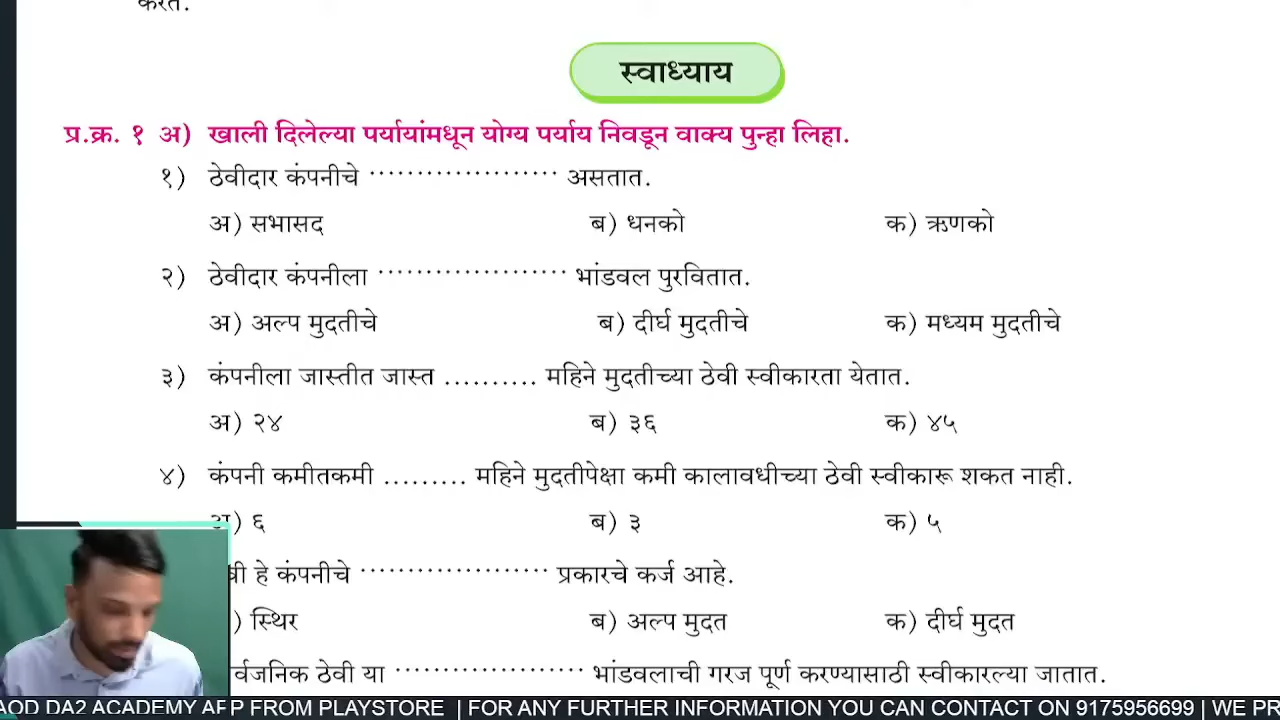 करत.
स्वाध्याय
प्र.क्र. १ अ) खाली दिलेल्या पर्यायांमधून योग्य पर्याय निवडून वाक्य पुन्हा लिहा.
१) ठेवीदार कंपनीचे ..................... असतात.
अ) सभासद ब) धनको क) ऋणको
२) ठेवीदार कंपनीला ..................... भांडवल पुरवितात.
अ) अल्प मुदतीचे ब) दीर्घ मुदतीचे क) मध्यम मुदतीचे
३) कंपनीला जास्तीत जास्त .......... महिने मुदतीच्या ठेवी स्वीकारता येतात.
अ) २४ ब) ३६ क) ४५
४) कंपनी कमीतकमी ......... महिने मुदतीपेक्षा कमी कालावधीच्या ठेवी स्वीकारू शकत नाही.
अ) ६ ब) ३ क) ५
हे कंपनीचे ..................... प्रकारचे कर्ज आहे.
) स्थिर ब) अल्प मुदत क) दीर्घ मुदत
र्वजनिक ठेवी या ..................... भांडवलाची गरज पूर्ण करण्यासाठी स्वीकारल्या जातात.
DA2 ACADEMY APP FROM PLAYSTORE | FOR ANY FURTHER INFORMATION YOU CAN CONTACT ON 9175956699 | WE PR